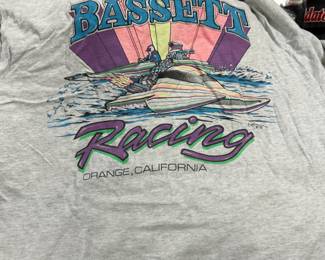 BASSETT
Racing
ORANGE, CALIFORNIA